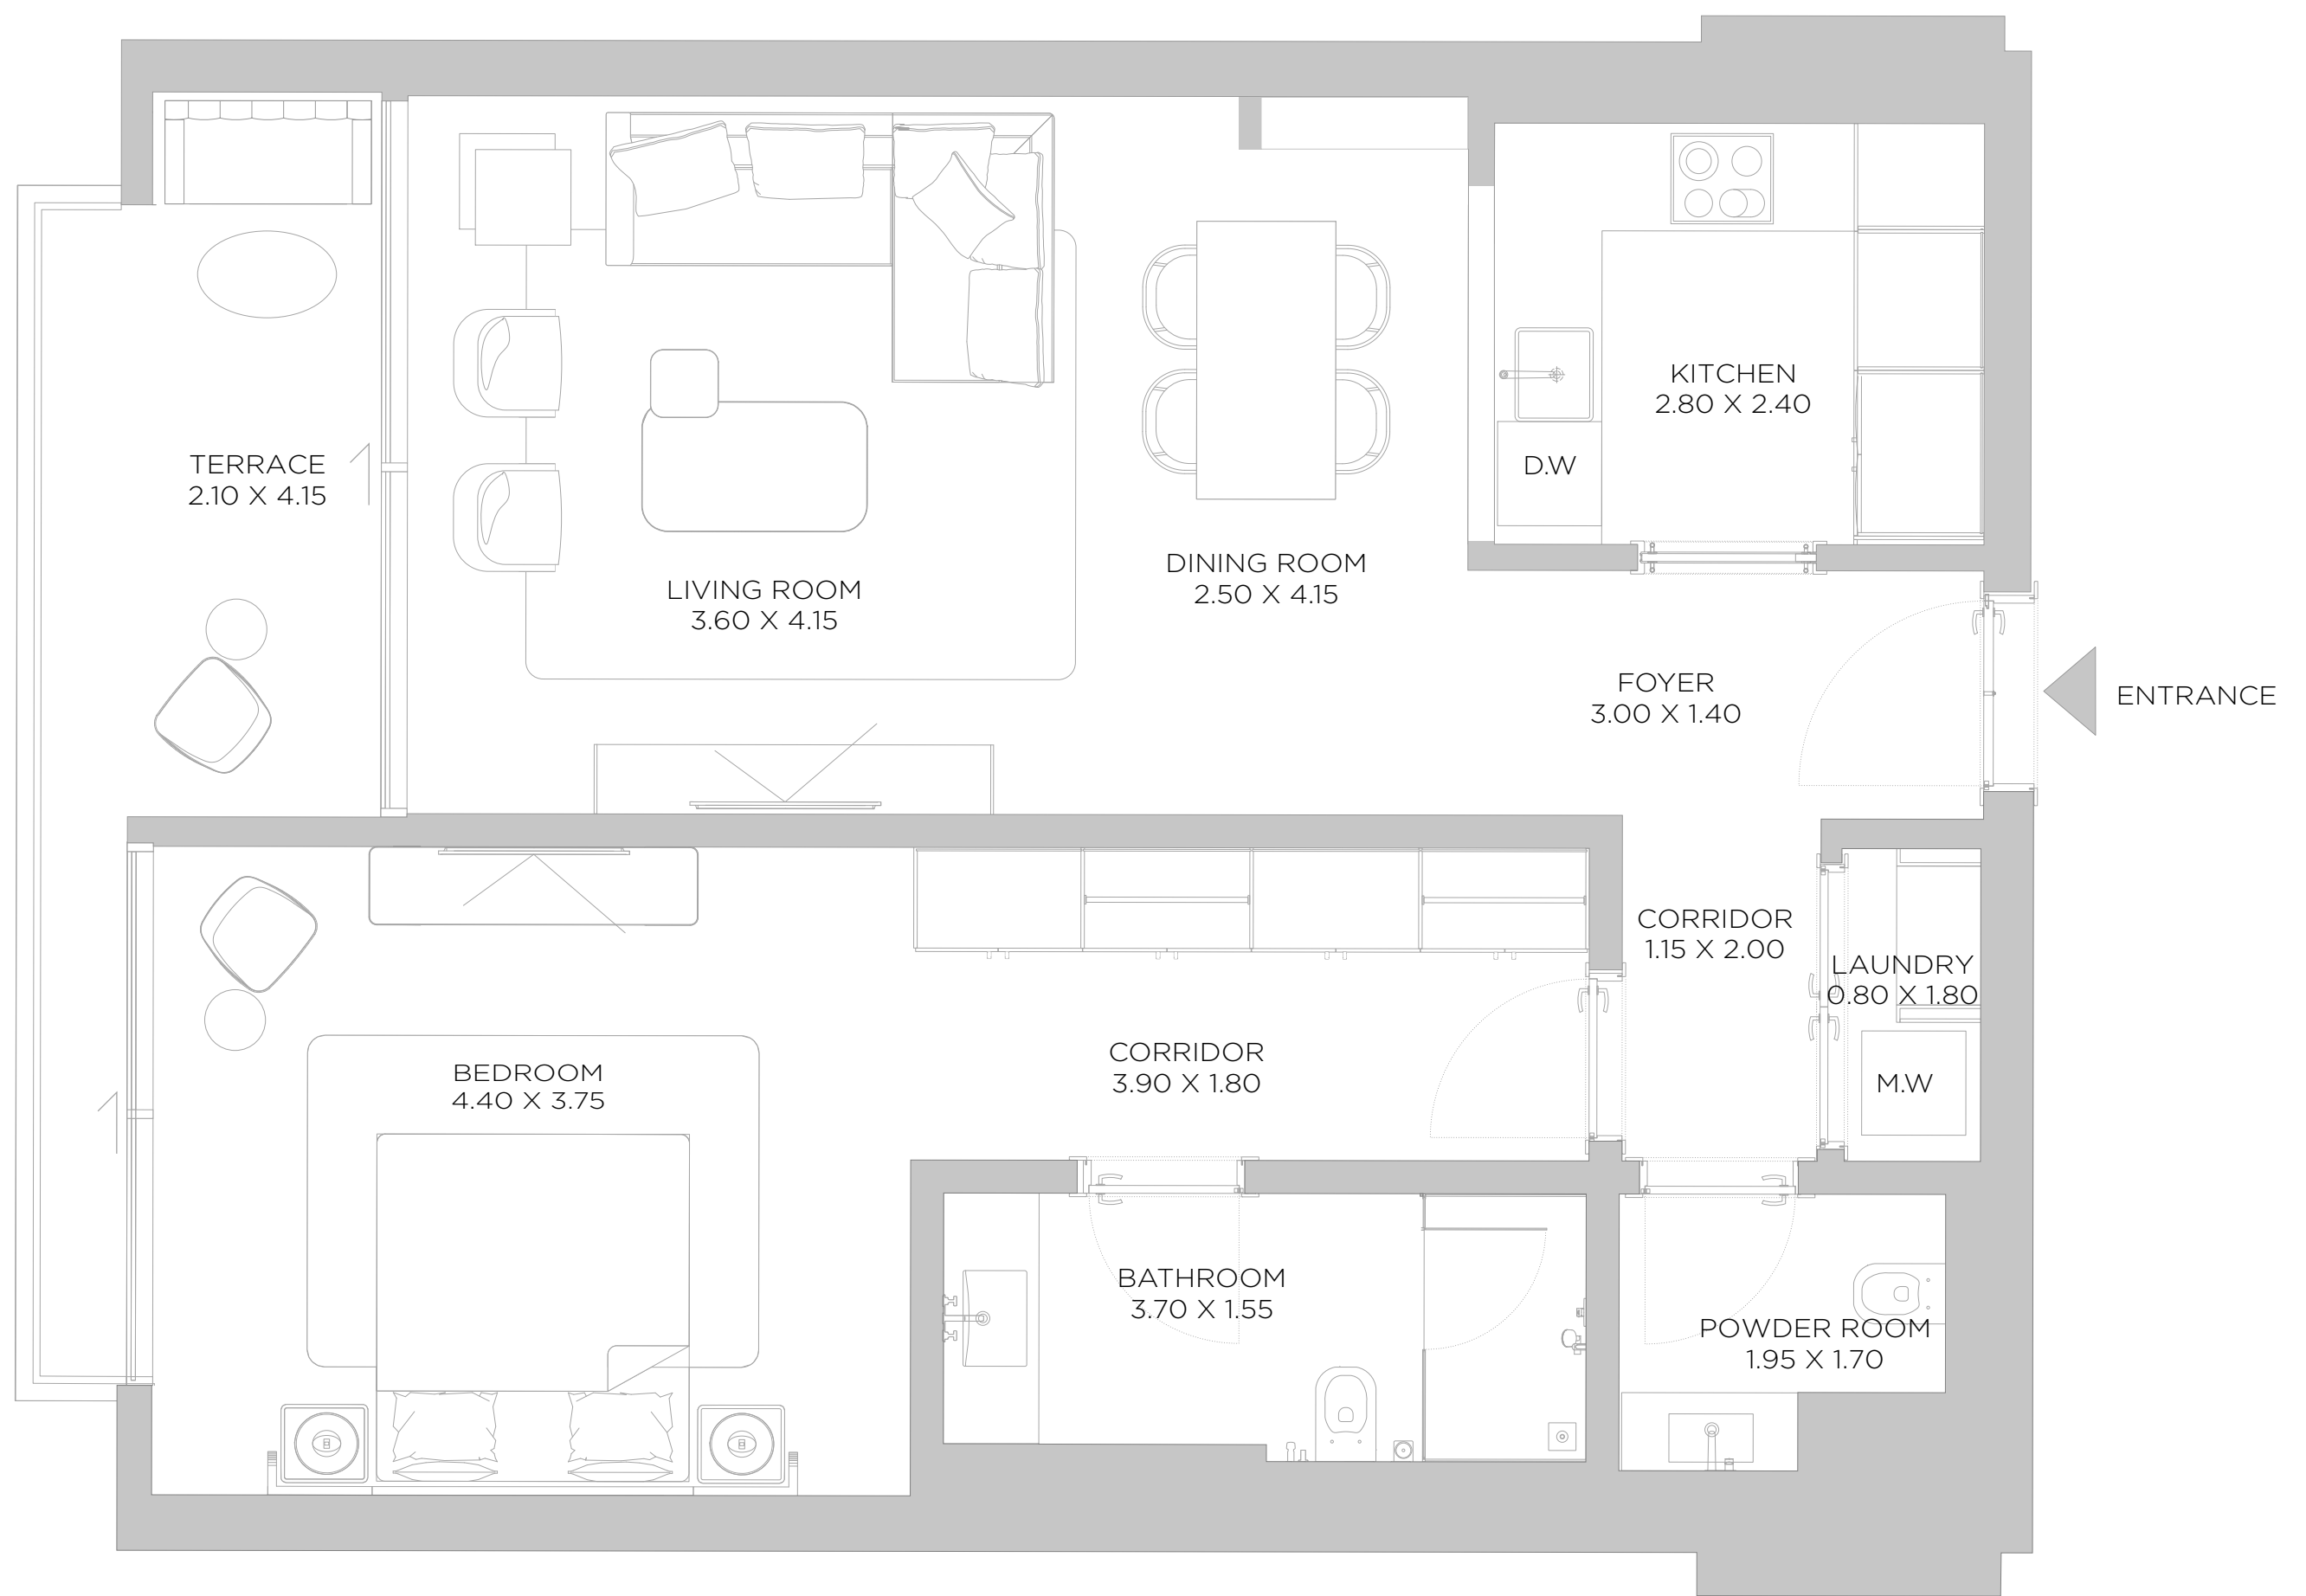 KITCHEN
2.80 X 2.40
D.W
TERRACE
2.10 X 4.15
DINING ROOM
2.50 X 4.15
LIVING ROOM
3.60 X 4.15
FOYER
3.00 X 1.40
ENTRANCE
CORRIDOR
1.15 X 2.00
LAUNDRY
0.80 X 1.80
CORRIDOR
3.90 X 1.80
BEDROOM
4.40 X 3.75
M.W
BATHROOM
3.70 X 1.55
POWDER ROOM
1.95 X 1.70